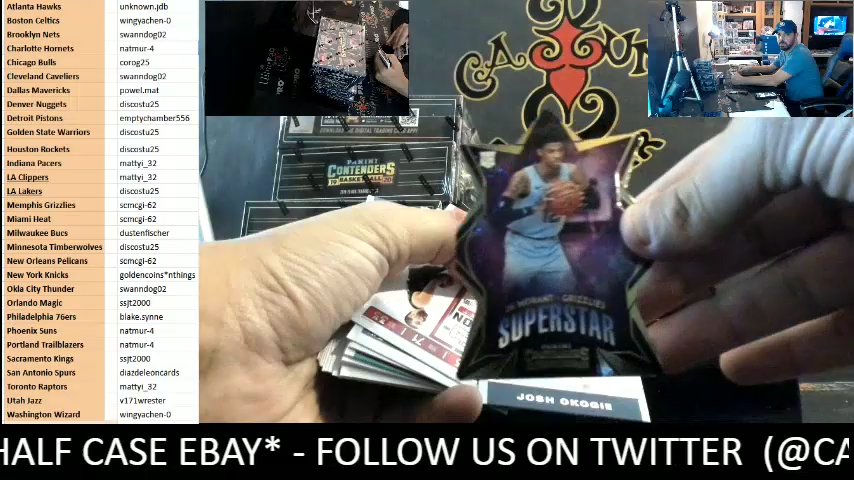 Atlanta Hawks unknown.jdb
Boston Celtics wingyachen-0
Brooklyn Nets swanndog02
Charlotte Hornets natmur-4
Chicago Bulls corog25
Cleveland Caveliers swanndog02
Dallas Mavericks powel.mat
Denver Nuggets discostu25
Detroit Pistons emptychamber556
Golden State Warriors discostu25
Houston Rockets discostu25
Indiana Pacers mattyi_32
LA Clippers mattyi_32
LA Lakers discostu25
Memphis Grizzlies scmcgi-62
Miami Heat scmcgi-62
Milwaukee Bucs dustenfischer
Minnesota Timberwolves discostu25
New Orleans Pelicans scmcgi-62
New York Knicks goldencoins*nthings
Okla City Thunder swanndog02
Orlando Magic ssjt2000
Philadelphia 76ers blake.synne
Phoenix Suns natmur-4
Portland Trailblazers natmur-4
Sacramento Kings ssjt2000
San Antonio Spurs diazdeleoncards
Toronto Raptors mattyi_32
Utah Jazz v171wrester
Washington Wizard wingyachen-0
PANINI
CONTENDERS
BASKETBALL
MORANT - GRIZZLIES
SUPERSTAR
JOSH OKOGIE
HALF CASE EBAY* - FOLLOW US ON TWITTER (@CA